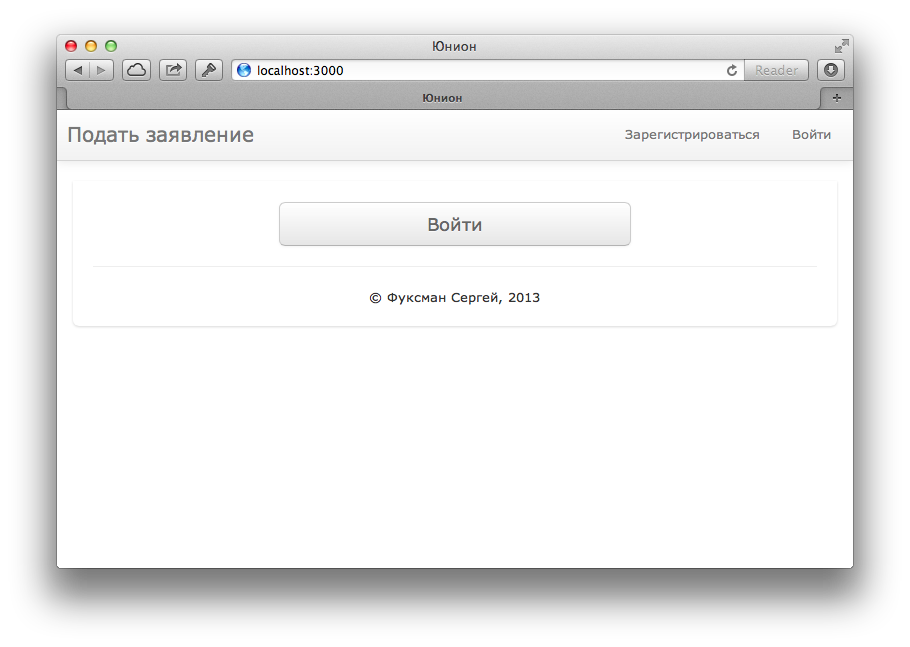 Юнион
localhost:3000
Reader
Юнион
Подать заявление
Зарегистрироваться
Войти
Войти
© Фуксман Сергей, 2013